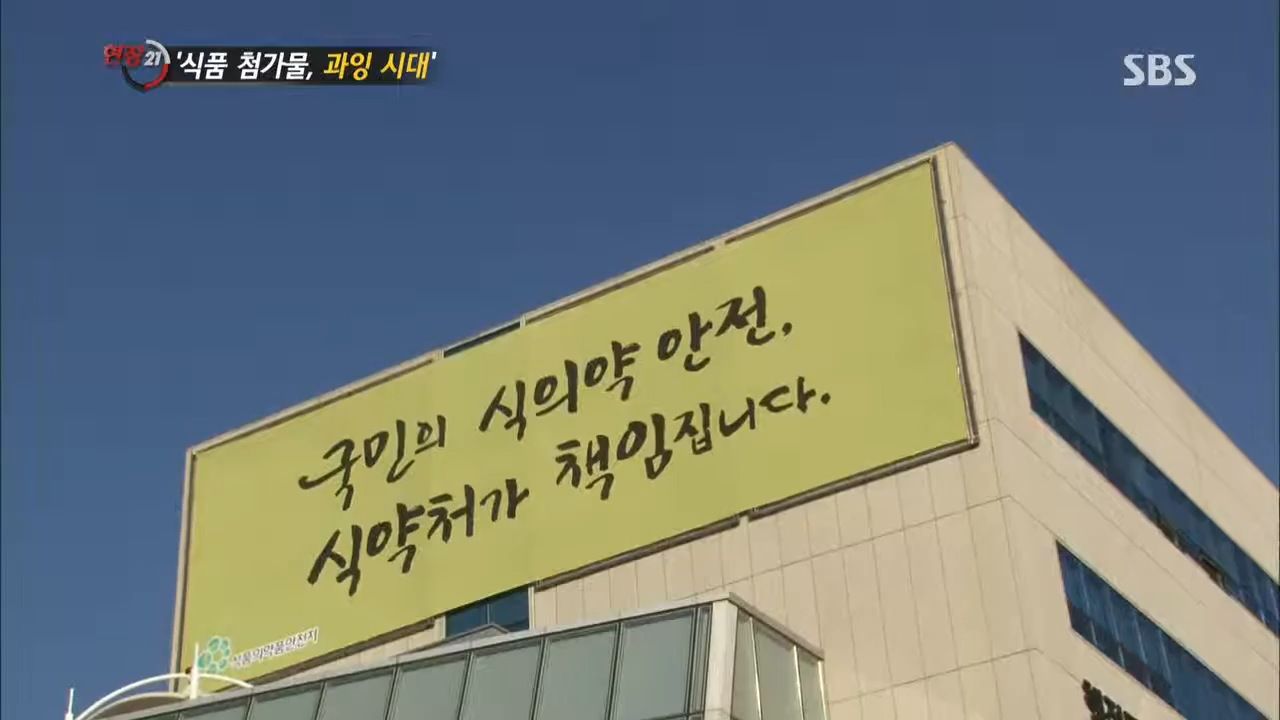 현장21 '식품 첨가물, 과잉 시대'
SBS
국민의 식의약 안전,
식약처가 책임집니다.
식품의약품안전처